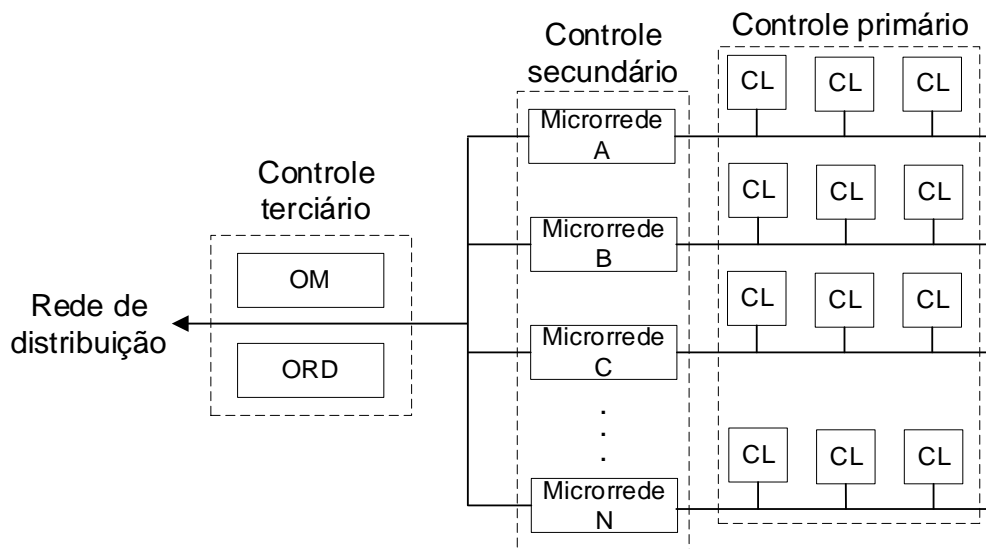 Controle primário
Controle
secundário
CL CL CL
Microrrede
A
Controle
terciário
CL CL CL
Microrrede
B
OM
CL CL CL
Rede de
distribuição
Microrrede
C
ORD
.
.
.
CL CL CL
Microrrede
N